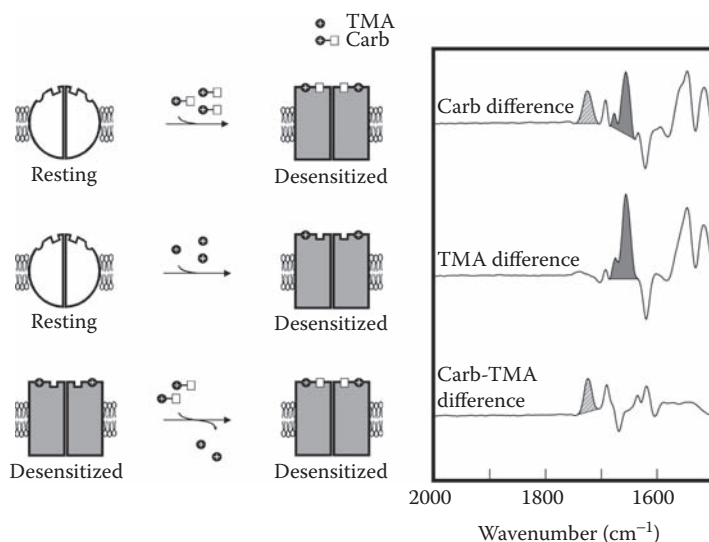 TMA
Carb
Resting
Desensitized
Carb difference
Resting
Desensitized
TMA difference
Desensitized
Desensitized
Carb-TMA
difference
2000
1800
1600
Wavenumber (cm⁻¹)